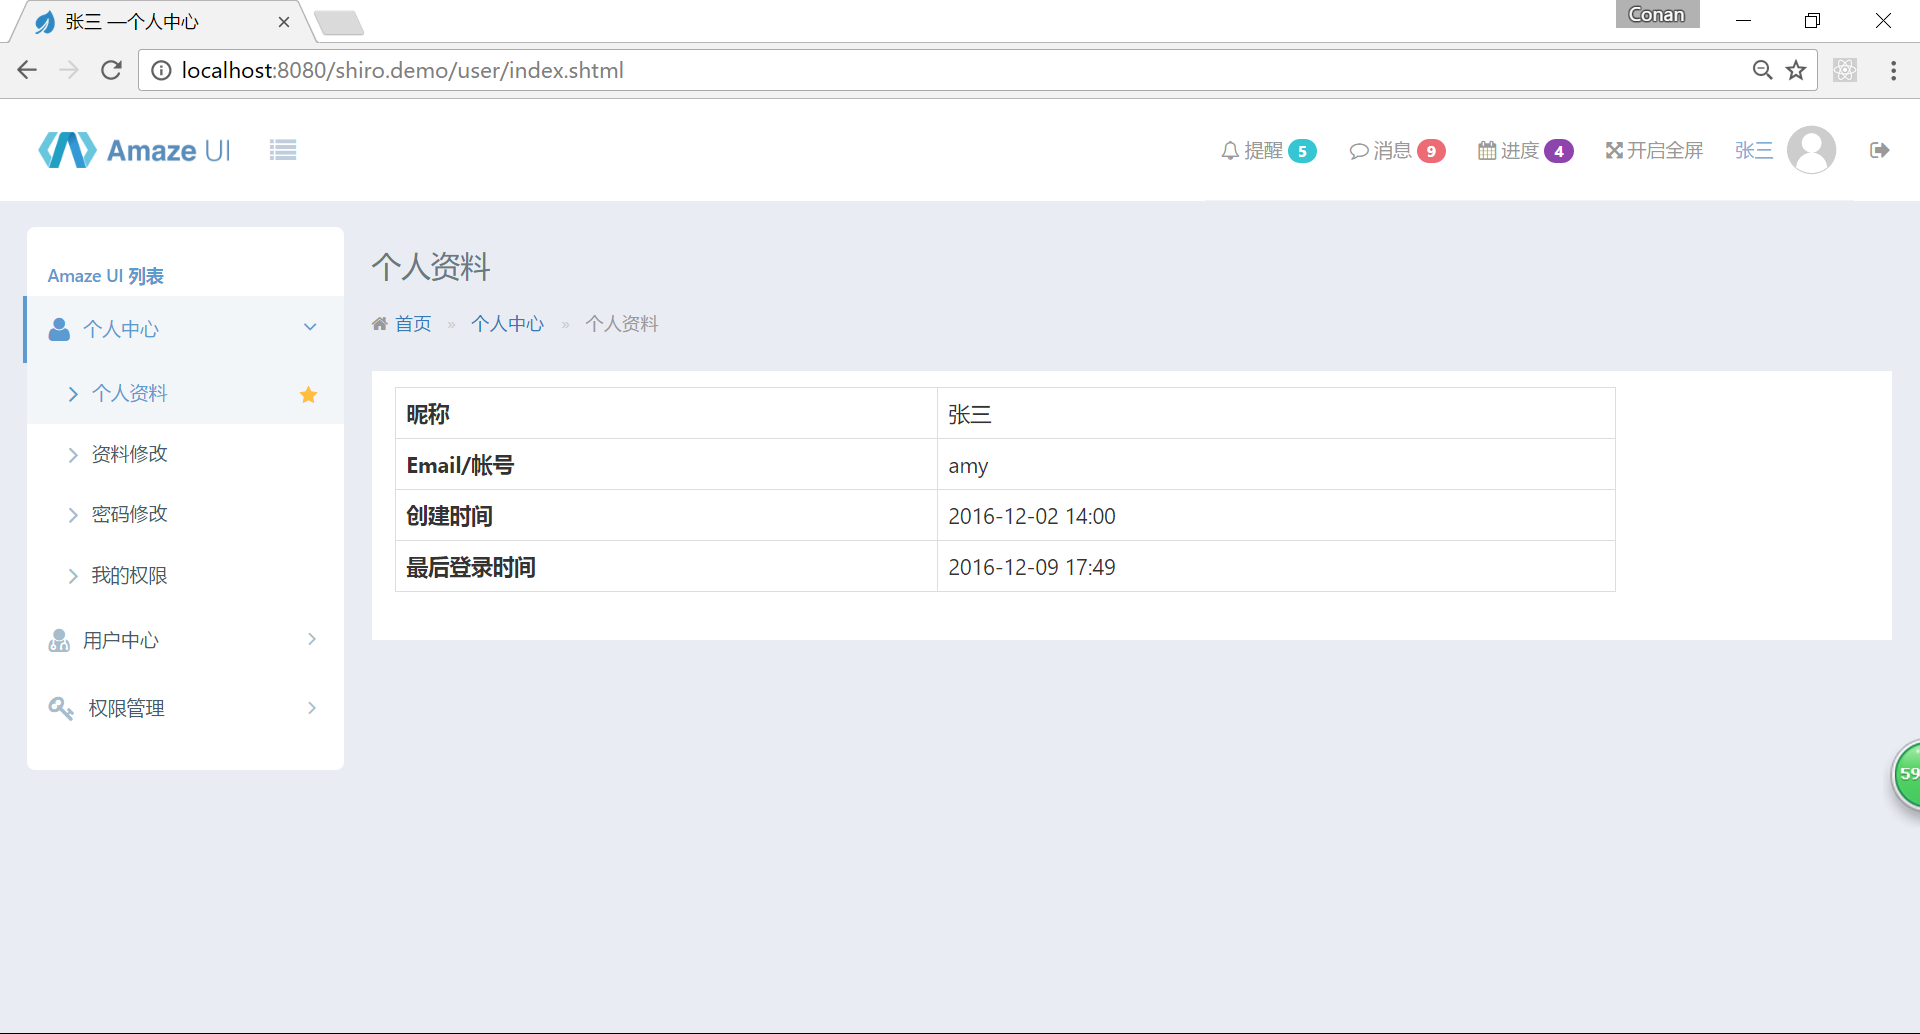 张三 —个人中心
Conan
localhost:8080/shiro.demo/user/index.shtml
Amaze UI
提醒 5 消息 9 进度 4 开启全屏 张三
Amaze UI 列表
个人中心
个人资料
资料修改
密码修改
我的权限
用户中心
权限管理
个人资料
首页 » 个人中心 » 个人资料
昵称 张三
Email/帐号 amy
创建时间 2016-12-02 14:00
最后登录时间 2016-12-09 17:49
59